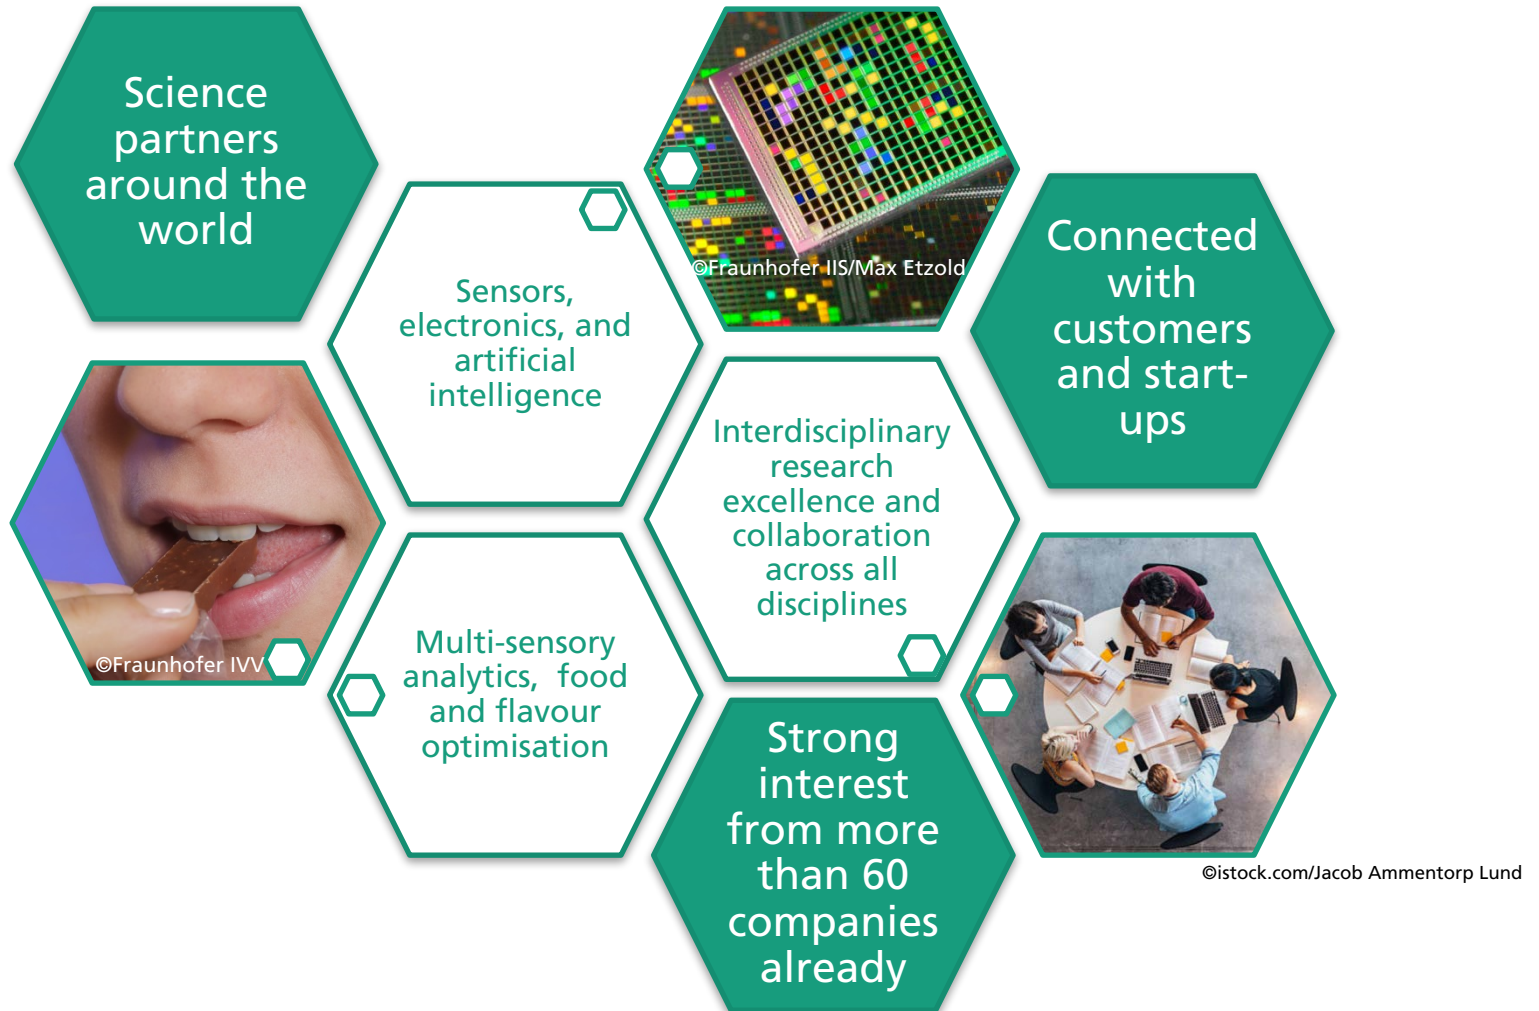 Science
partners
around the
world
Sensors,
electronics, and
artificial
intelligence
©Fraunhofer IIS/Max Etzold
Connected
with
customers
and start-
ups
Interdisciplinary
research
excellence and
collaboration
across all
disciplines
©Fraunhofer IVV
Multi-sensory
analytics,  food
and flavour
optimisation
Strong
interest
from more
than 60
companies
already
©istock.com/Jacob Ammentorp Lund